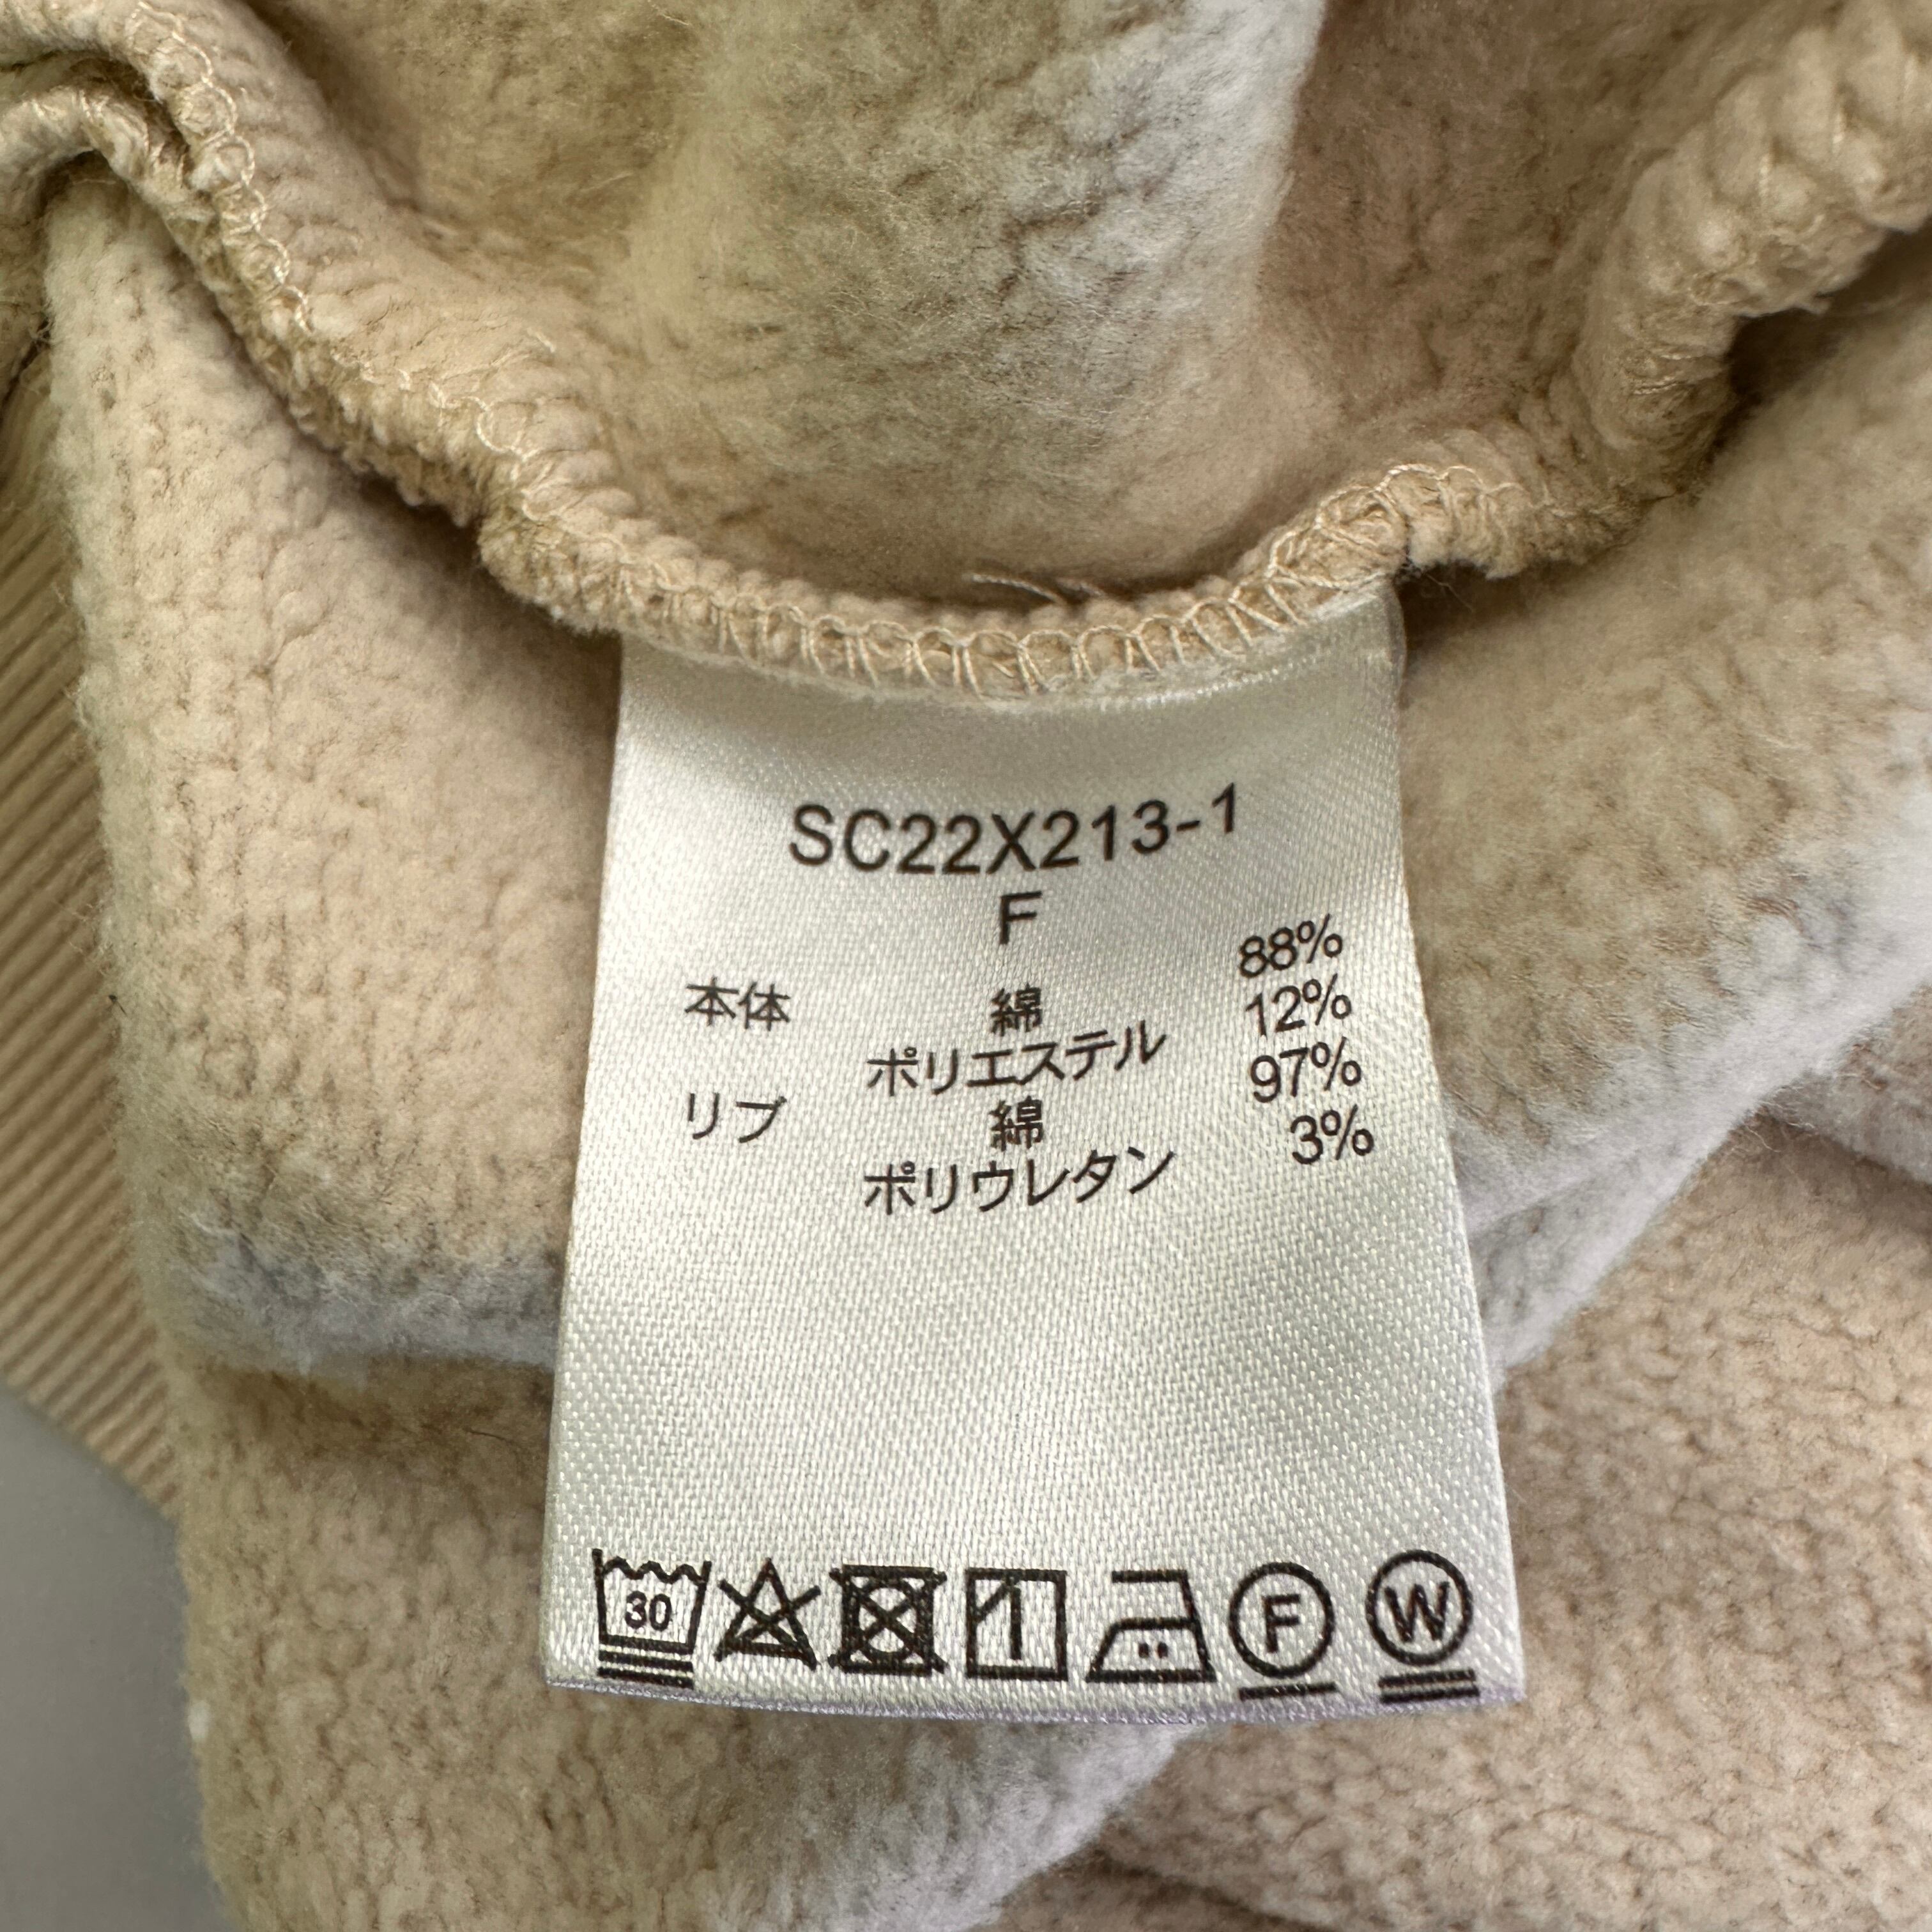 SC22X213-1
F
本体 綿 88%
ポリエステル 12%
リブ 綿 97%
ポリウレタン 3%
30 F W